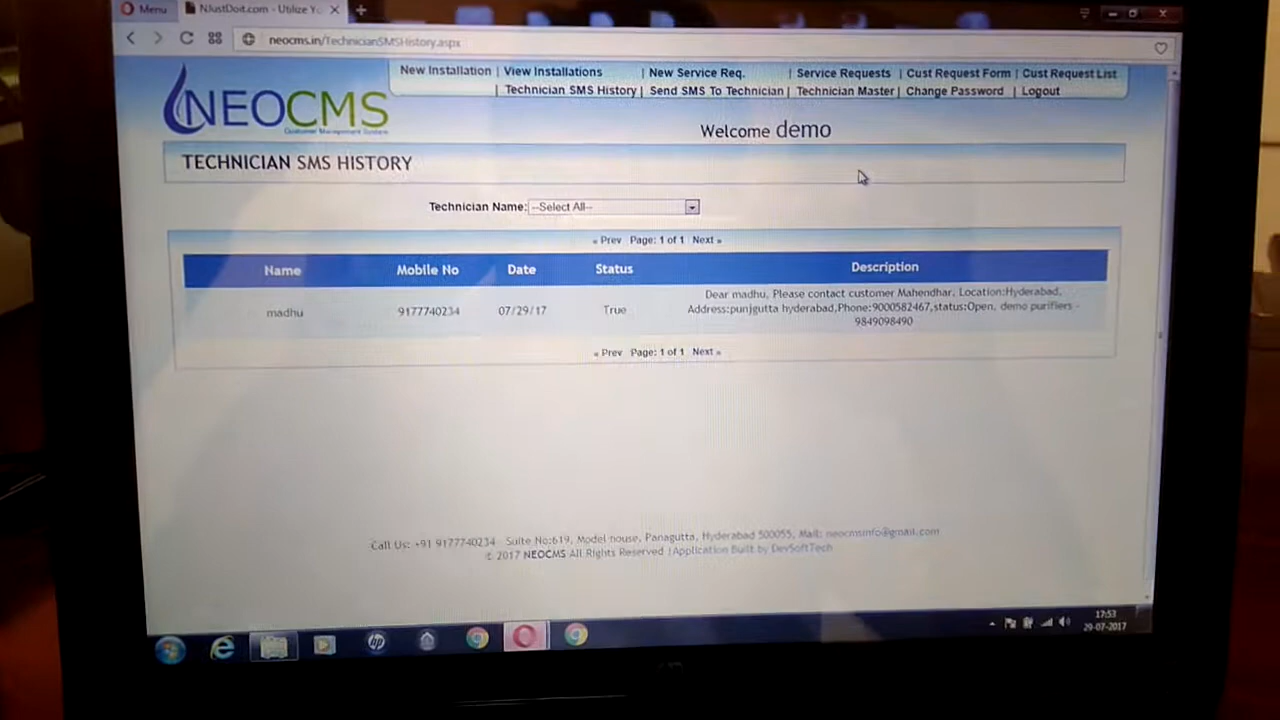 Menu NJustDoit.com - Utilize Yo
neocms.in/TechnicianSMSHistory.aspx
New Installation | View Installations | New Service Req. | Service Requests | Cust Request Form | Cust Request List
| Technician SMS History | Send SMS To Technician | Technician Master | Change Password | Logout
NEOCMS
Customer Management System
Welcome demo
TECHNICIAN SMS HISTORY
Technician Name: --Select All--
« Prev Page: 1 of 1 Next »
Name Mobile No Date Status Description
Dear madhu, Please contact customer Mahendhar, Location:Hyderabad,
madhu 9177740234 07/29/17 True Address:punjgutta hyderabad,Phone:9000582467,status:Open, demo purifiers -
9849098490
« Prev Page: 1 of 1 Next »
Call Us: +91 9177740234 Suite No:619, Model house, Panagutta, Hyderabad 500055, Mail: neocmsinfo@gmail.com
© 2017 NEOCMS All Rights Reserved | Application Built by DevSoftTech
hp
17:53
29-07-2017